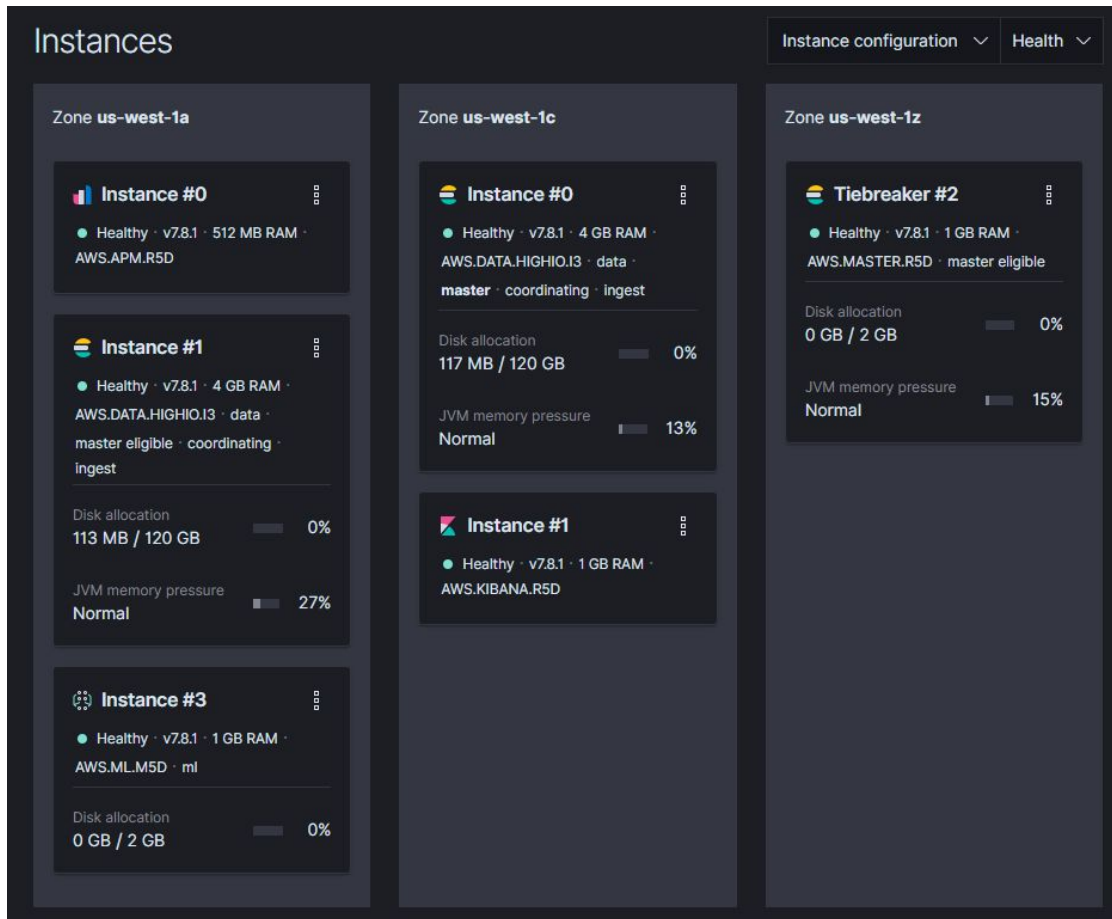 Instances
Instance configuration
Health
Zone us-west-1a
Instance #0
Healthy · v7.8.1 · 512 MB RAM ·
AWS.APM.R5D
Instance #1
Healthy · v7.8.1 · 4 GB RAM ·
AWS.DATA.HIGHIO.I3 · data ·
master eligible · coordinating ·
ingest
Disk allocation
113 MB / 120 GB
0%
JVM memory pressure
Normal
27%
Instance #3
Healthy · v7.8.1 · 1 GB RAM ·
AWS.ML.M5D · ml
Disk allocation
0 GB / 2 GB
0%
Zone us-west-1c
Instance #0
Healthy · v7.8.1 · 4 GB RAM ·
AWS.DATA.HIGHIO.I3 · data ·
master · coordinating · ingest
Disk allocation
117 MB / 120 GB
0%
JVM memory pressure
Normal
13%
Instance #1
Healthy · v7.8.1 · 1 GB RAM ·
AWS.KIBANA.R5D
Zone us-west-1z
Tiebreaker #2
Healthy · v7.8.1 · 1 GB RAM ·
AWS.MASTER.R5D · master eligible
Disk allocation
0 GB / 2 GB
0%
JVM memory pressure
Normal
15%